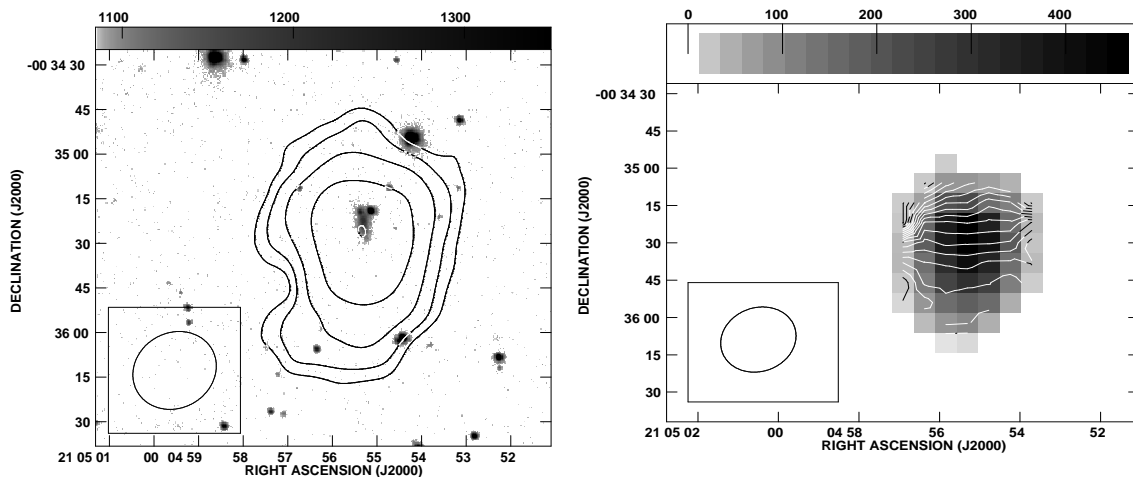 1100 1200 1300
-00 34 30
45
35 00
15
30
45
36 00
15
30
DECLINATION (J2000)
21 05 01 00 04 59 58 57 56 55 54 53 52
RIGHT ASCENSION (J2000)
0 100 200 300 400
-00 34 30
45
35 00
15
30
45
36 00
15
30
DECLINATION (J2000)
21 05 02 00 04 58 56 54 52
RIGHT ASCENSION (J2000)